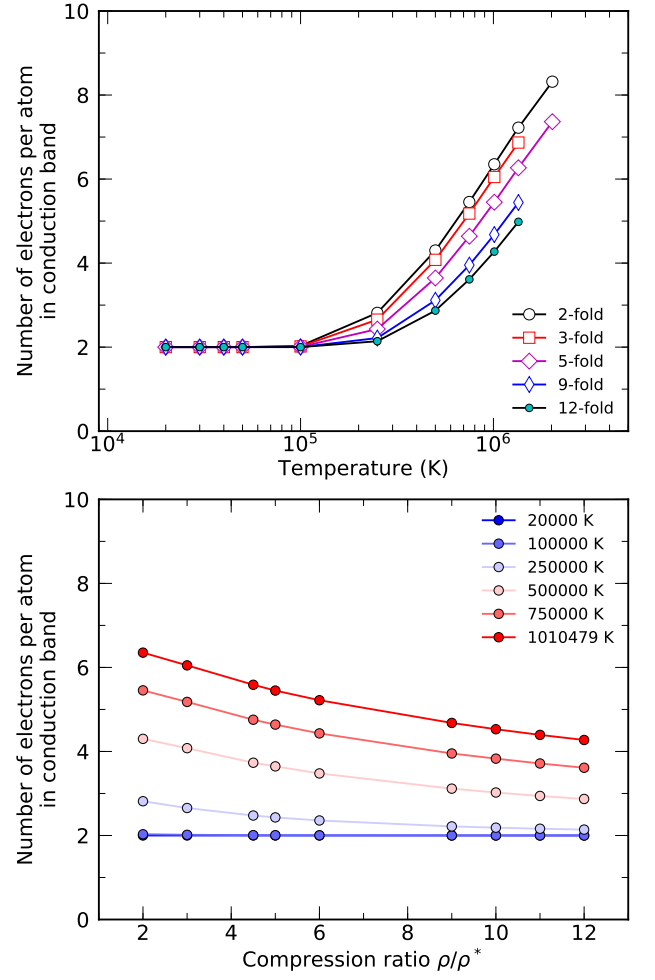 10
8
6
4
2
0
Number of electrons per atom
in conduction band
2-fold
3-fold
5-fold
9-fold
12-fold
10⁴ 10⁵ 10⁶
Temperature (K)
10
8
6
4
2
0
Number of electrons per atom
in conduction band
20000 K
100000 K
250000 K
500000 K
750000 K
1010479 K
2 4 6 8 10 12
Compression ratio ρ/ρ*